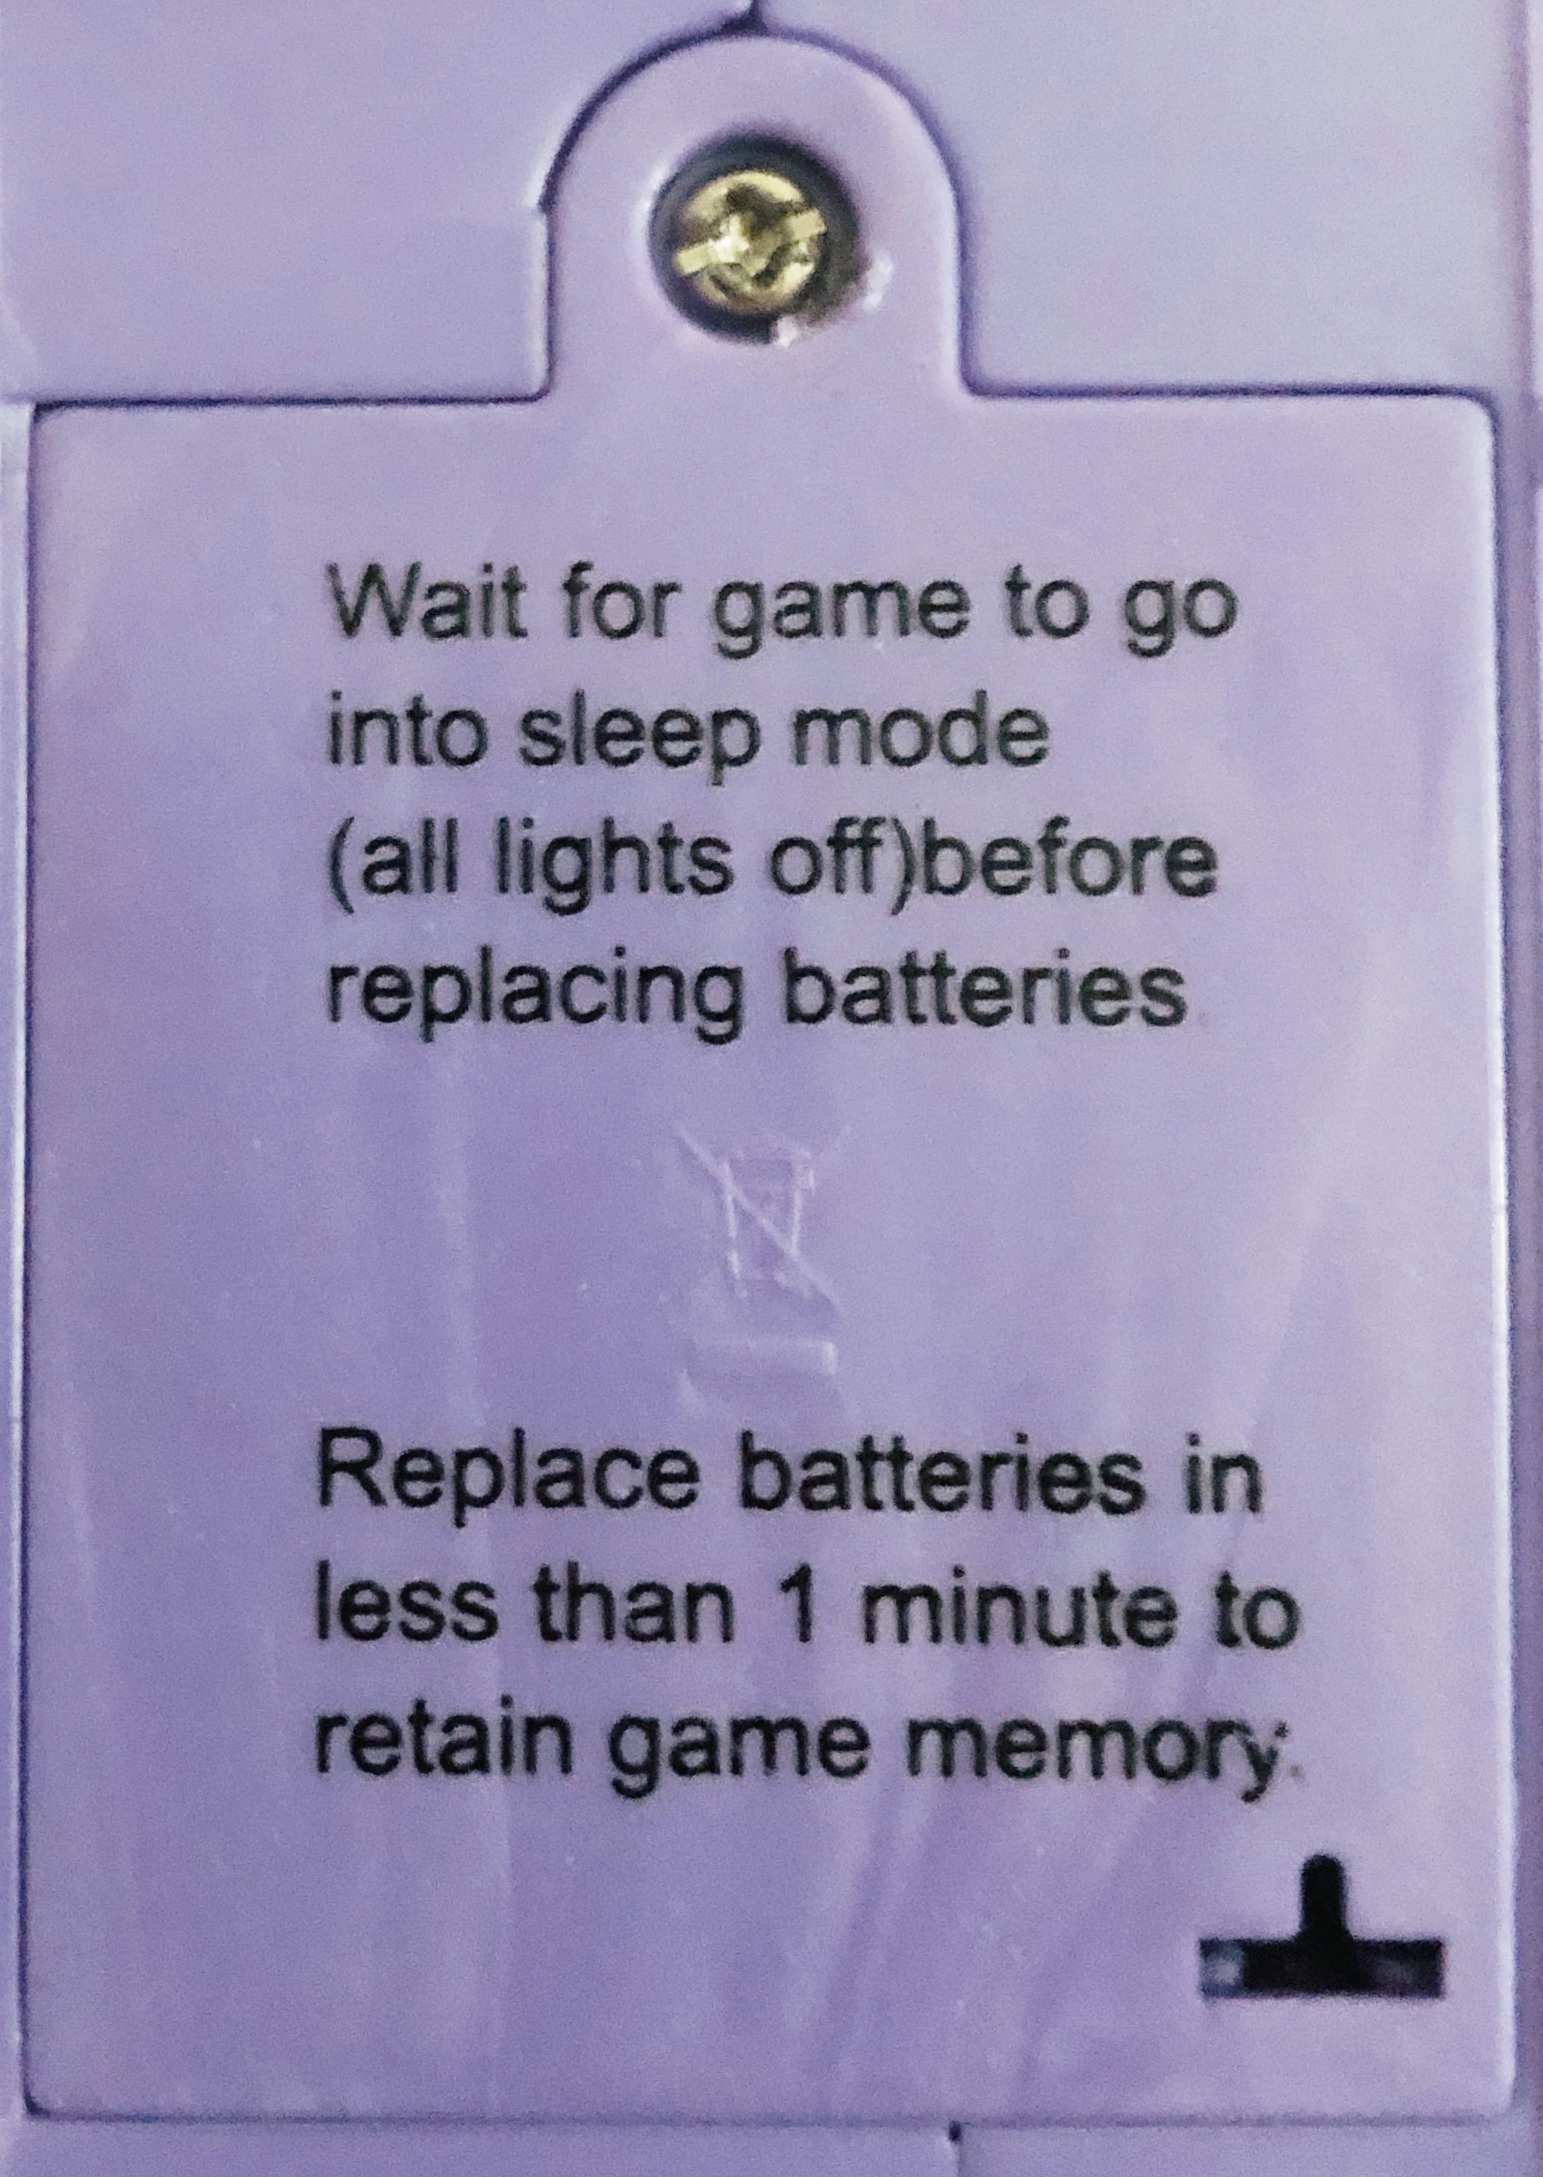 Wait for game to go
into sleep mode
(all lights off)before
replacing batteries
Replace batteries in
less than 1 minute to
retain game memory.